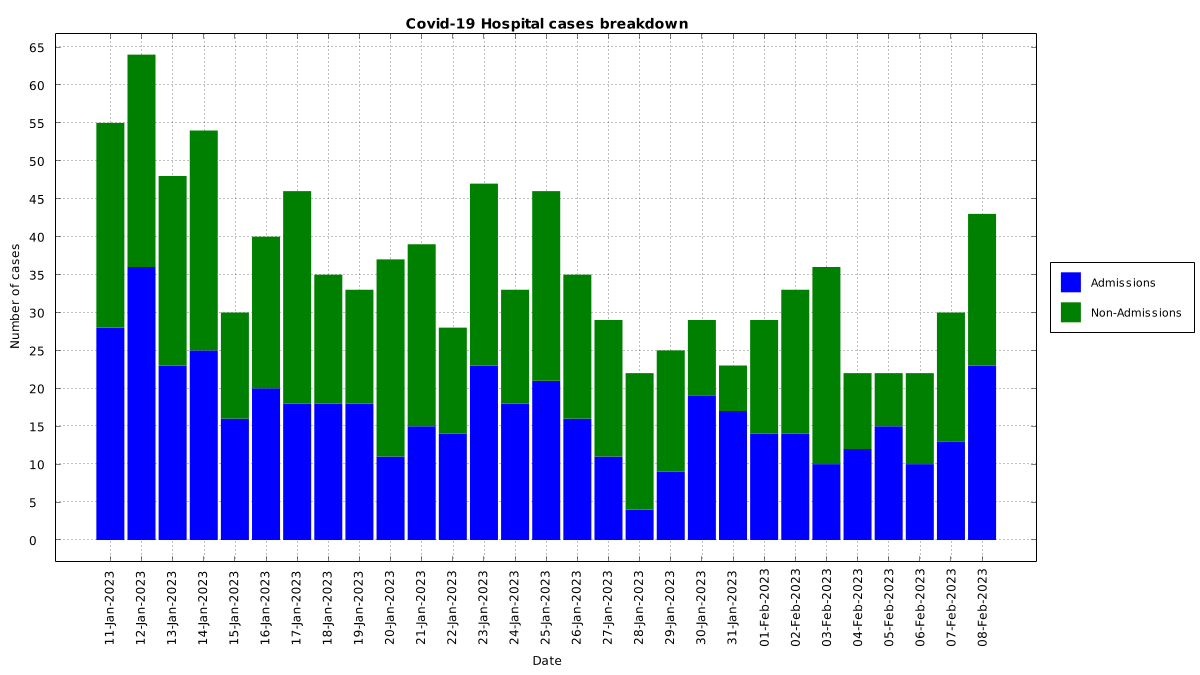 Covid-19 Hospital cases breakdown
65
60
55
50
45
40
35
30
25
20
15
10
5
0
Number of cases
11-Jan-2023
12-Jan-2023
13-Jan-2023
14-Jan-2023
15-Jan-2023
16-Jan-2023
17-Jan-2023
18-Jan-2023
19-Jan-2023
20-Jan-2023
21-Jan-2023
22-Jan-2023
23-Jan-2023
24-Jan-2023
25-Jan-2023
26-Jan-2023
27-Jan-2023
28-Jan-2023
29-Jan-2023
30-Jan-2023
31-Jan-2023
01-Feb-2023
02-Feb-2023
03-Feb-2023
04-Feb-2023
05-Feb-2023
06-Feb-2023
07-Feb-2023
08-Feb-2023
Date
Admissions
Non-Admissions